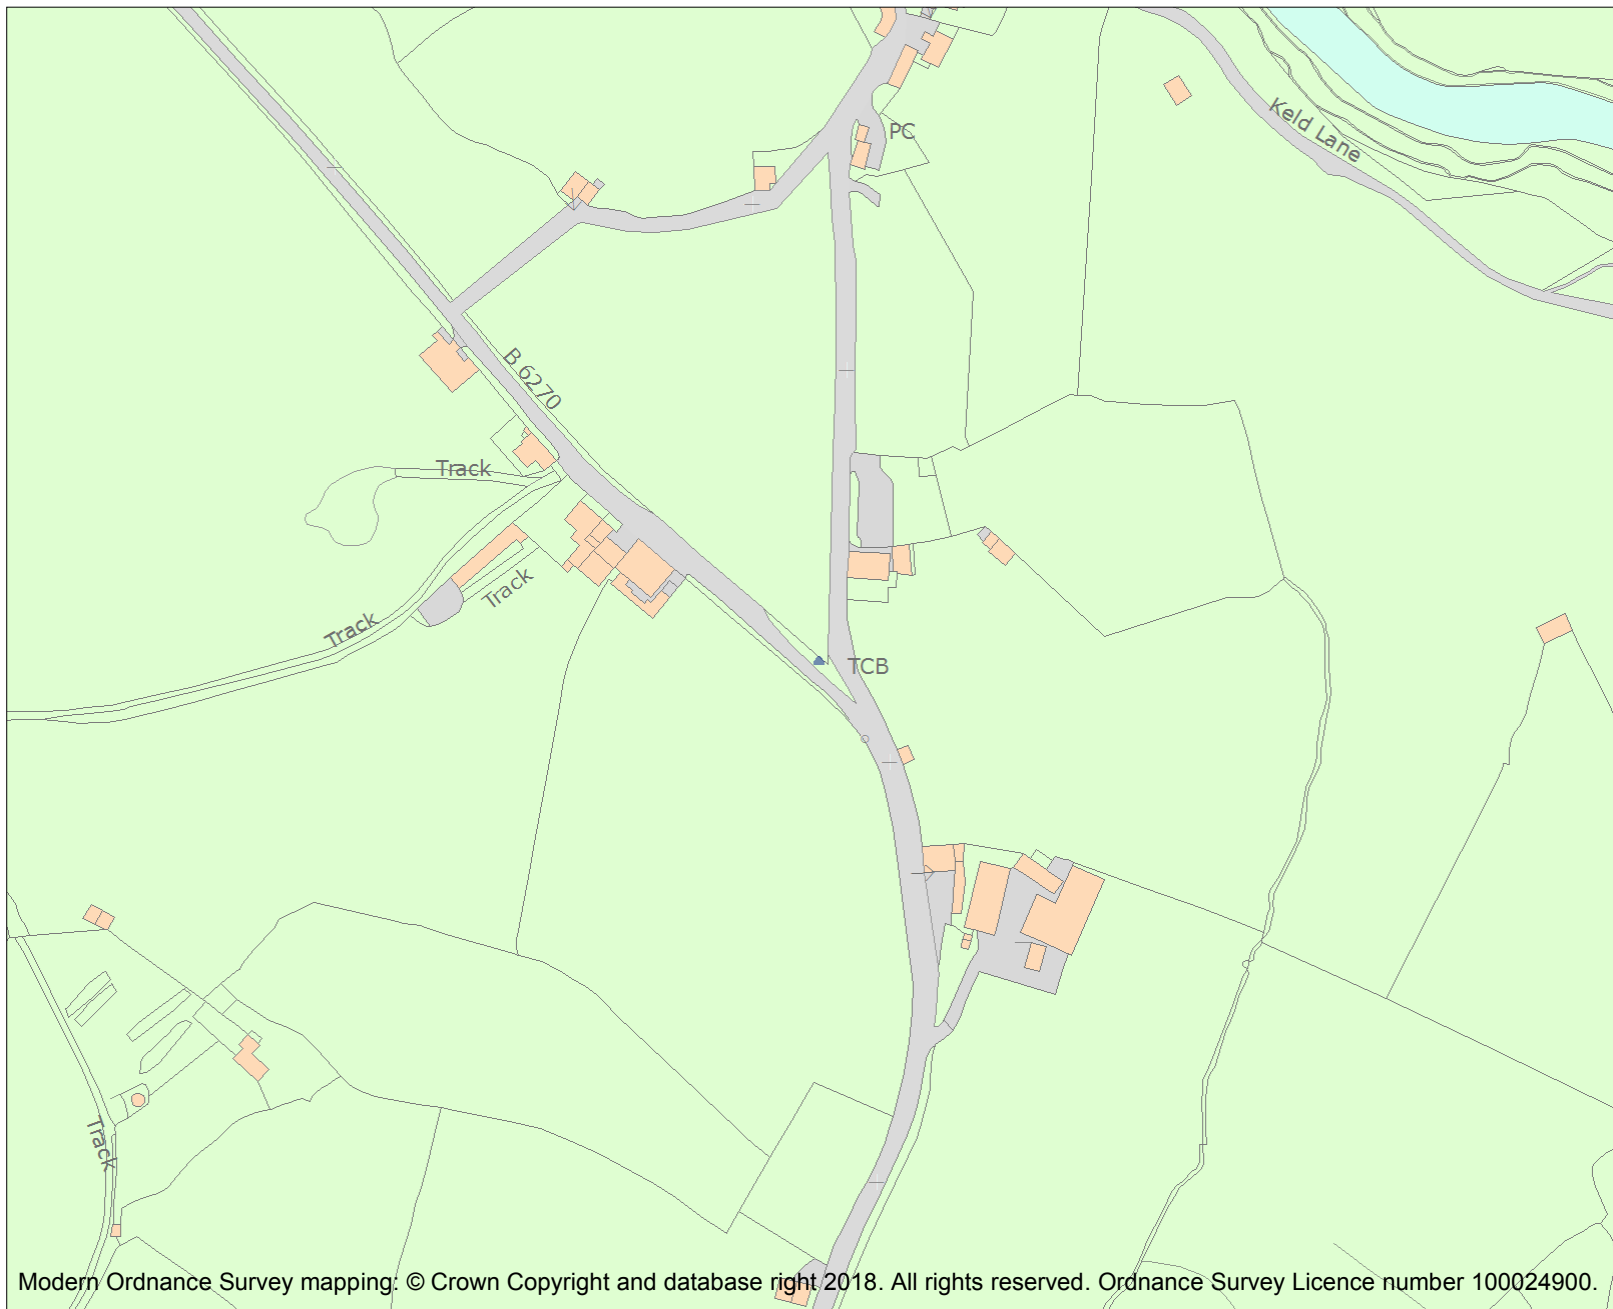 PC
Keld Lane
B 6270
Track
Track
Track
TCB
Track
Modern Ordnance Survey mapping: © Crown Copyright and database right 2018. All rights reserved. Ordnance Survey Licence number 100024900.